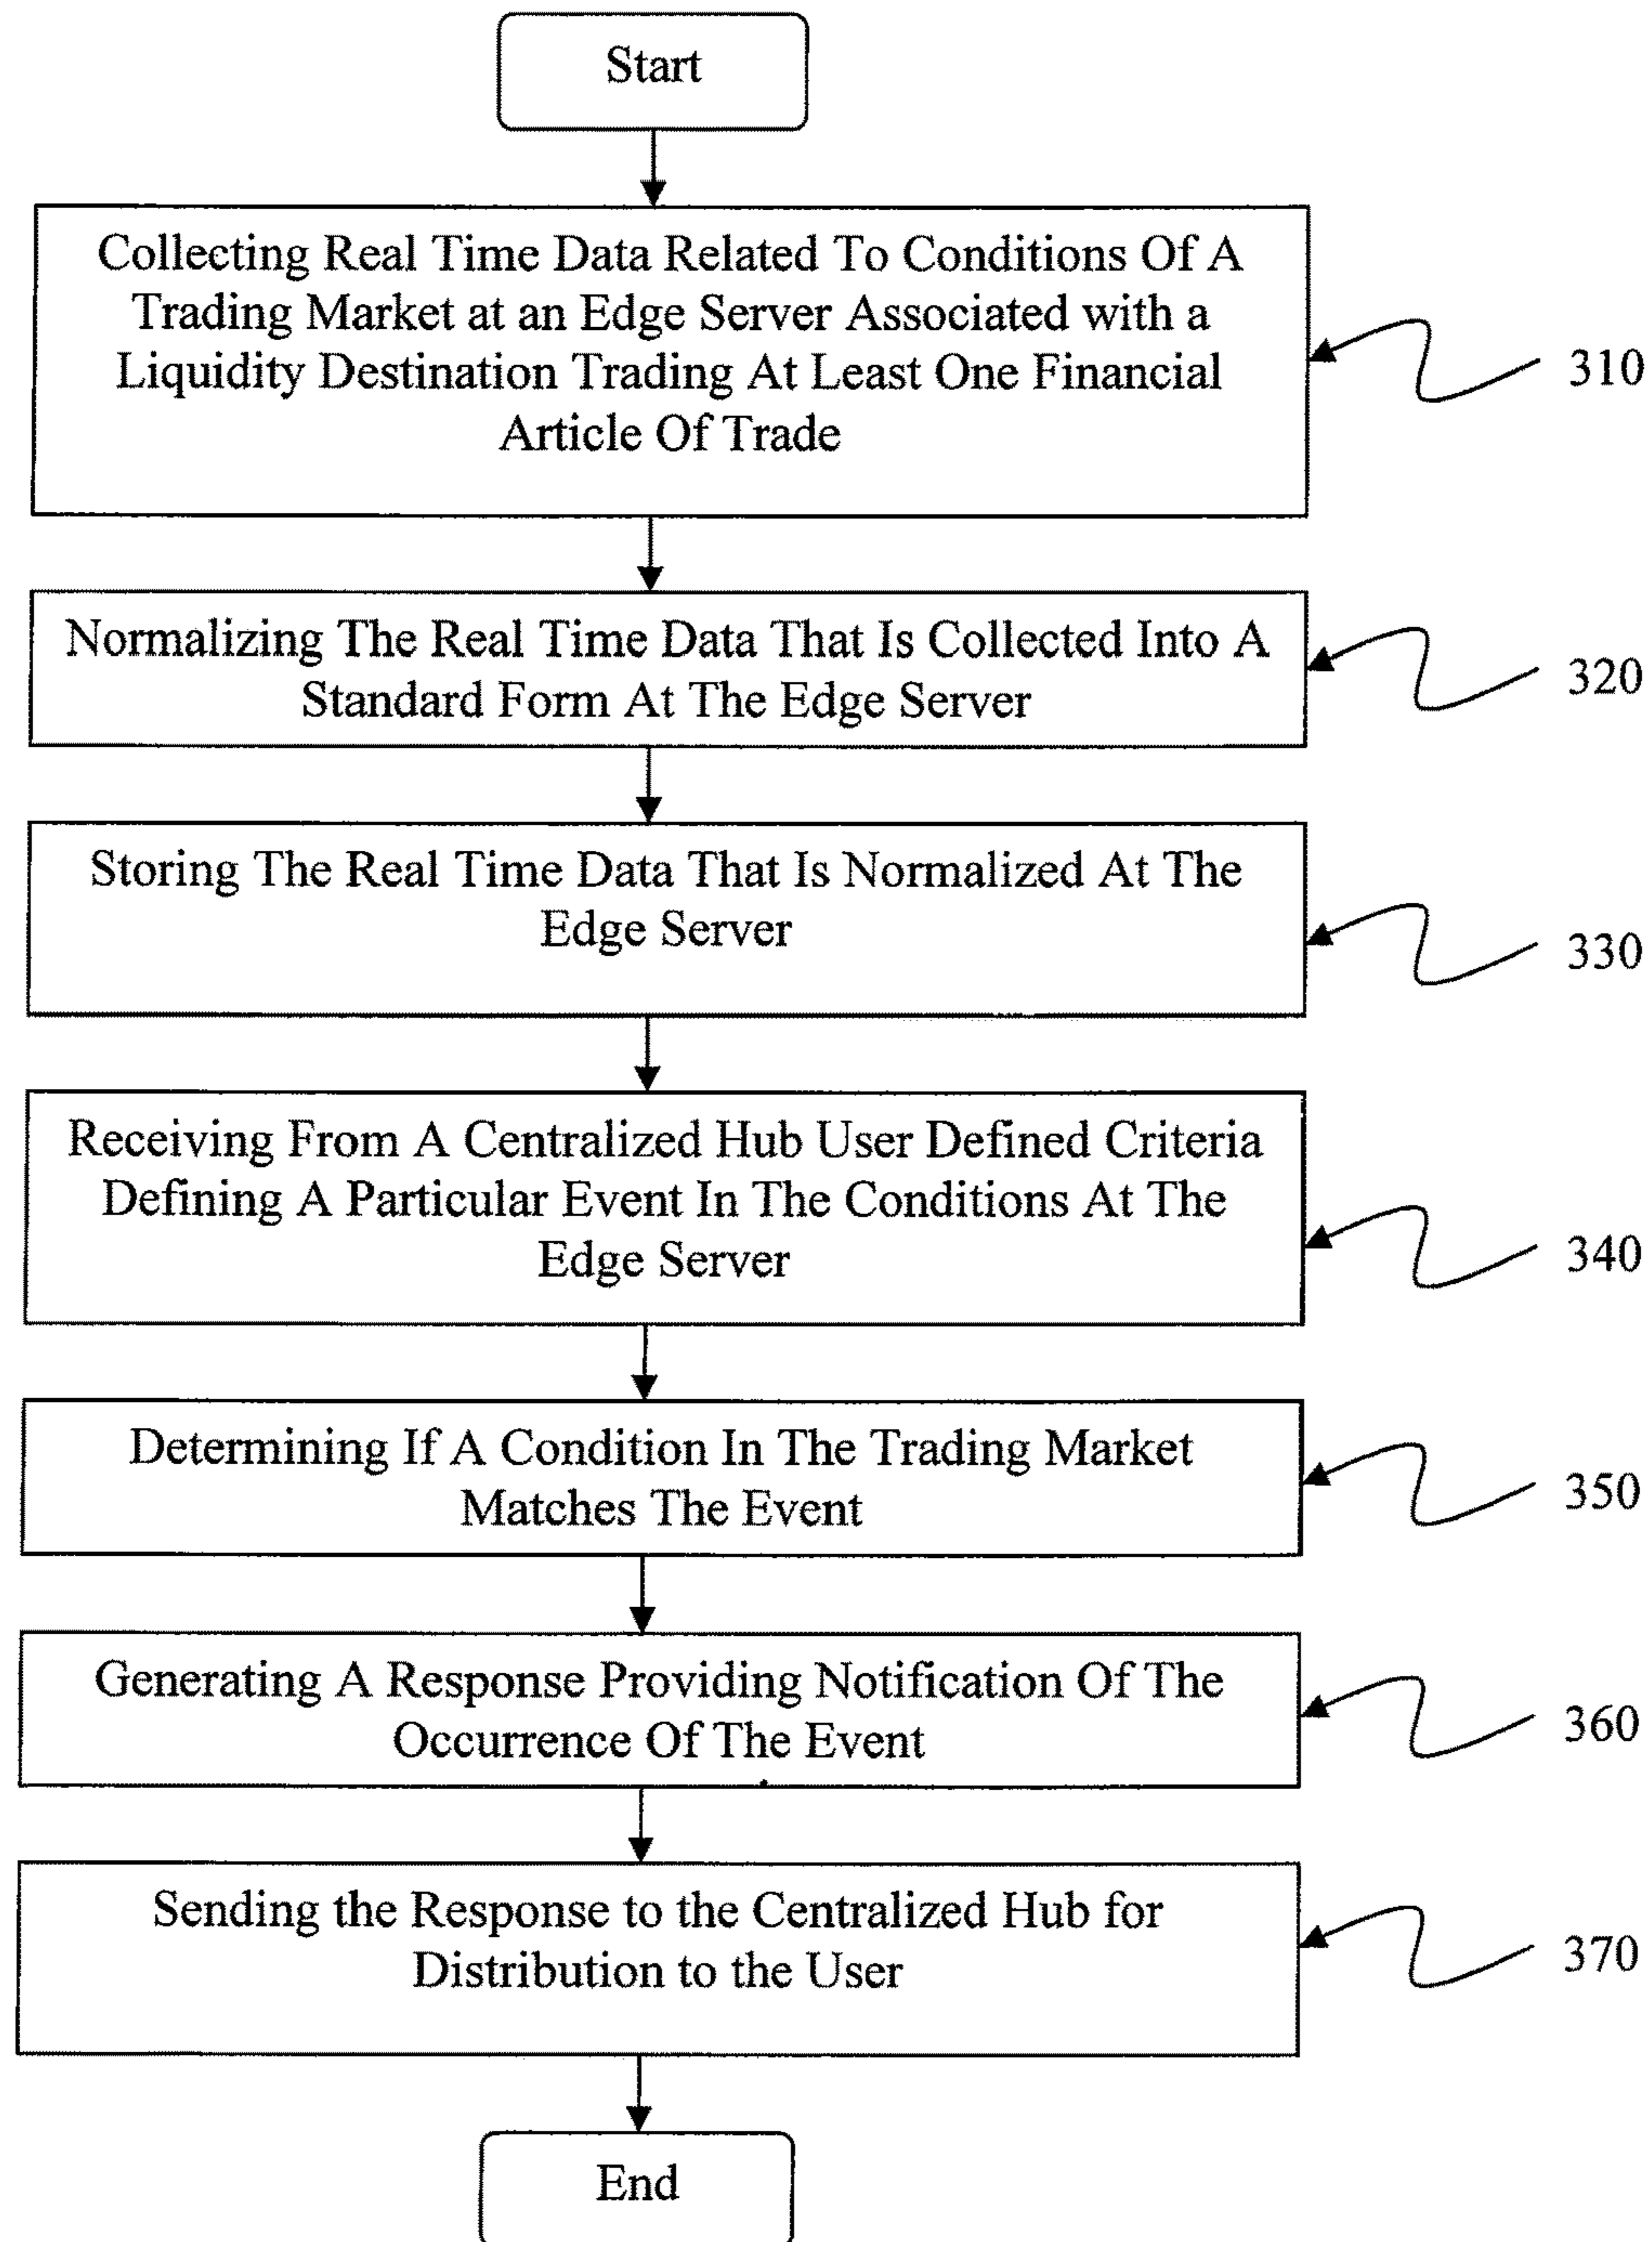 Start
Collecting Real Time Data Related To Conditions Of A
Trading Market at an Edge Server Associated with a
Liquidity Destination Trading At Least One Financial
Article Of Trade
310
Normalizing The Real Time Data That Is Collected Into A
Standard Form At The Edge Server
320
Storing The Real Time Data That Is Normalized At The
Edge Server
330
Receiving From A Centralized Hub User Defined Criteria
Defining A Particular Event In The Conditions At The
Edge Server
340
Determining If A Condition In The Trading Market
Matches The Event
350
Generating A Response Providing Notification Of The
Occurrence Of The Event
360
Sending the Response to the Centralized Hub for
Distribution to the User
370
End